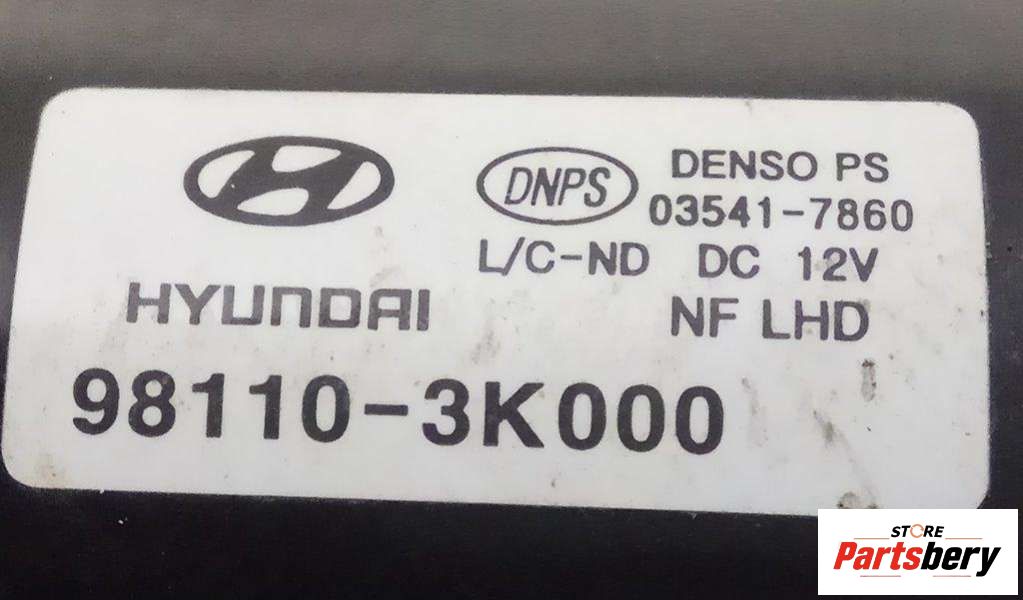 DNPS
DENSO PS
03541-7860
L/C-ND DC 12V
HYUNDAI
NF LHD
98110-3K000
STORE
Partsbery